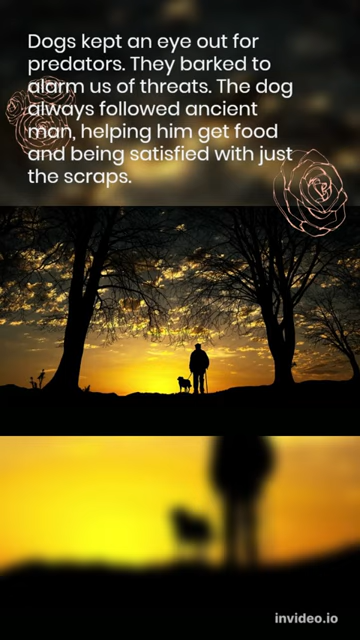 Dogs kept an eye out for
predators. They barked to
alarm us of threats. The dog
always followed ancient
man, helping him get food
and being satisfied with just
the scraps.
invideo.io